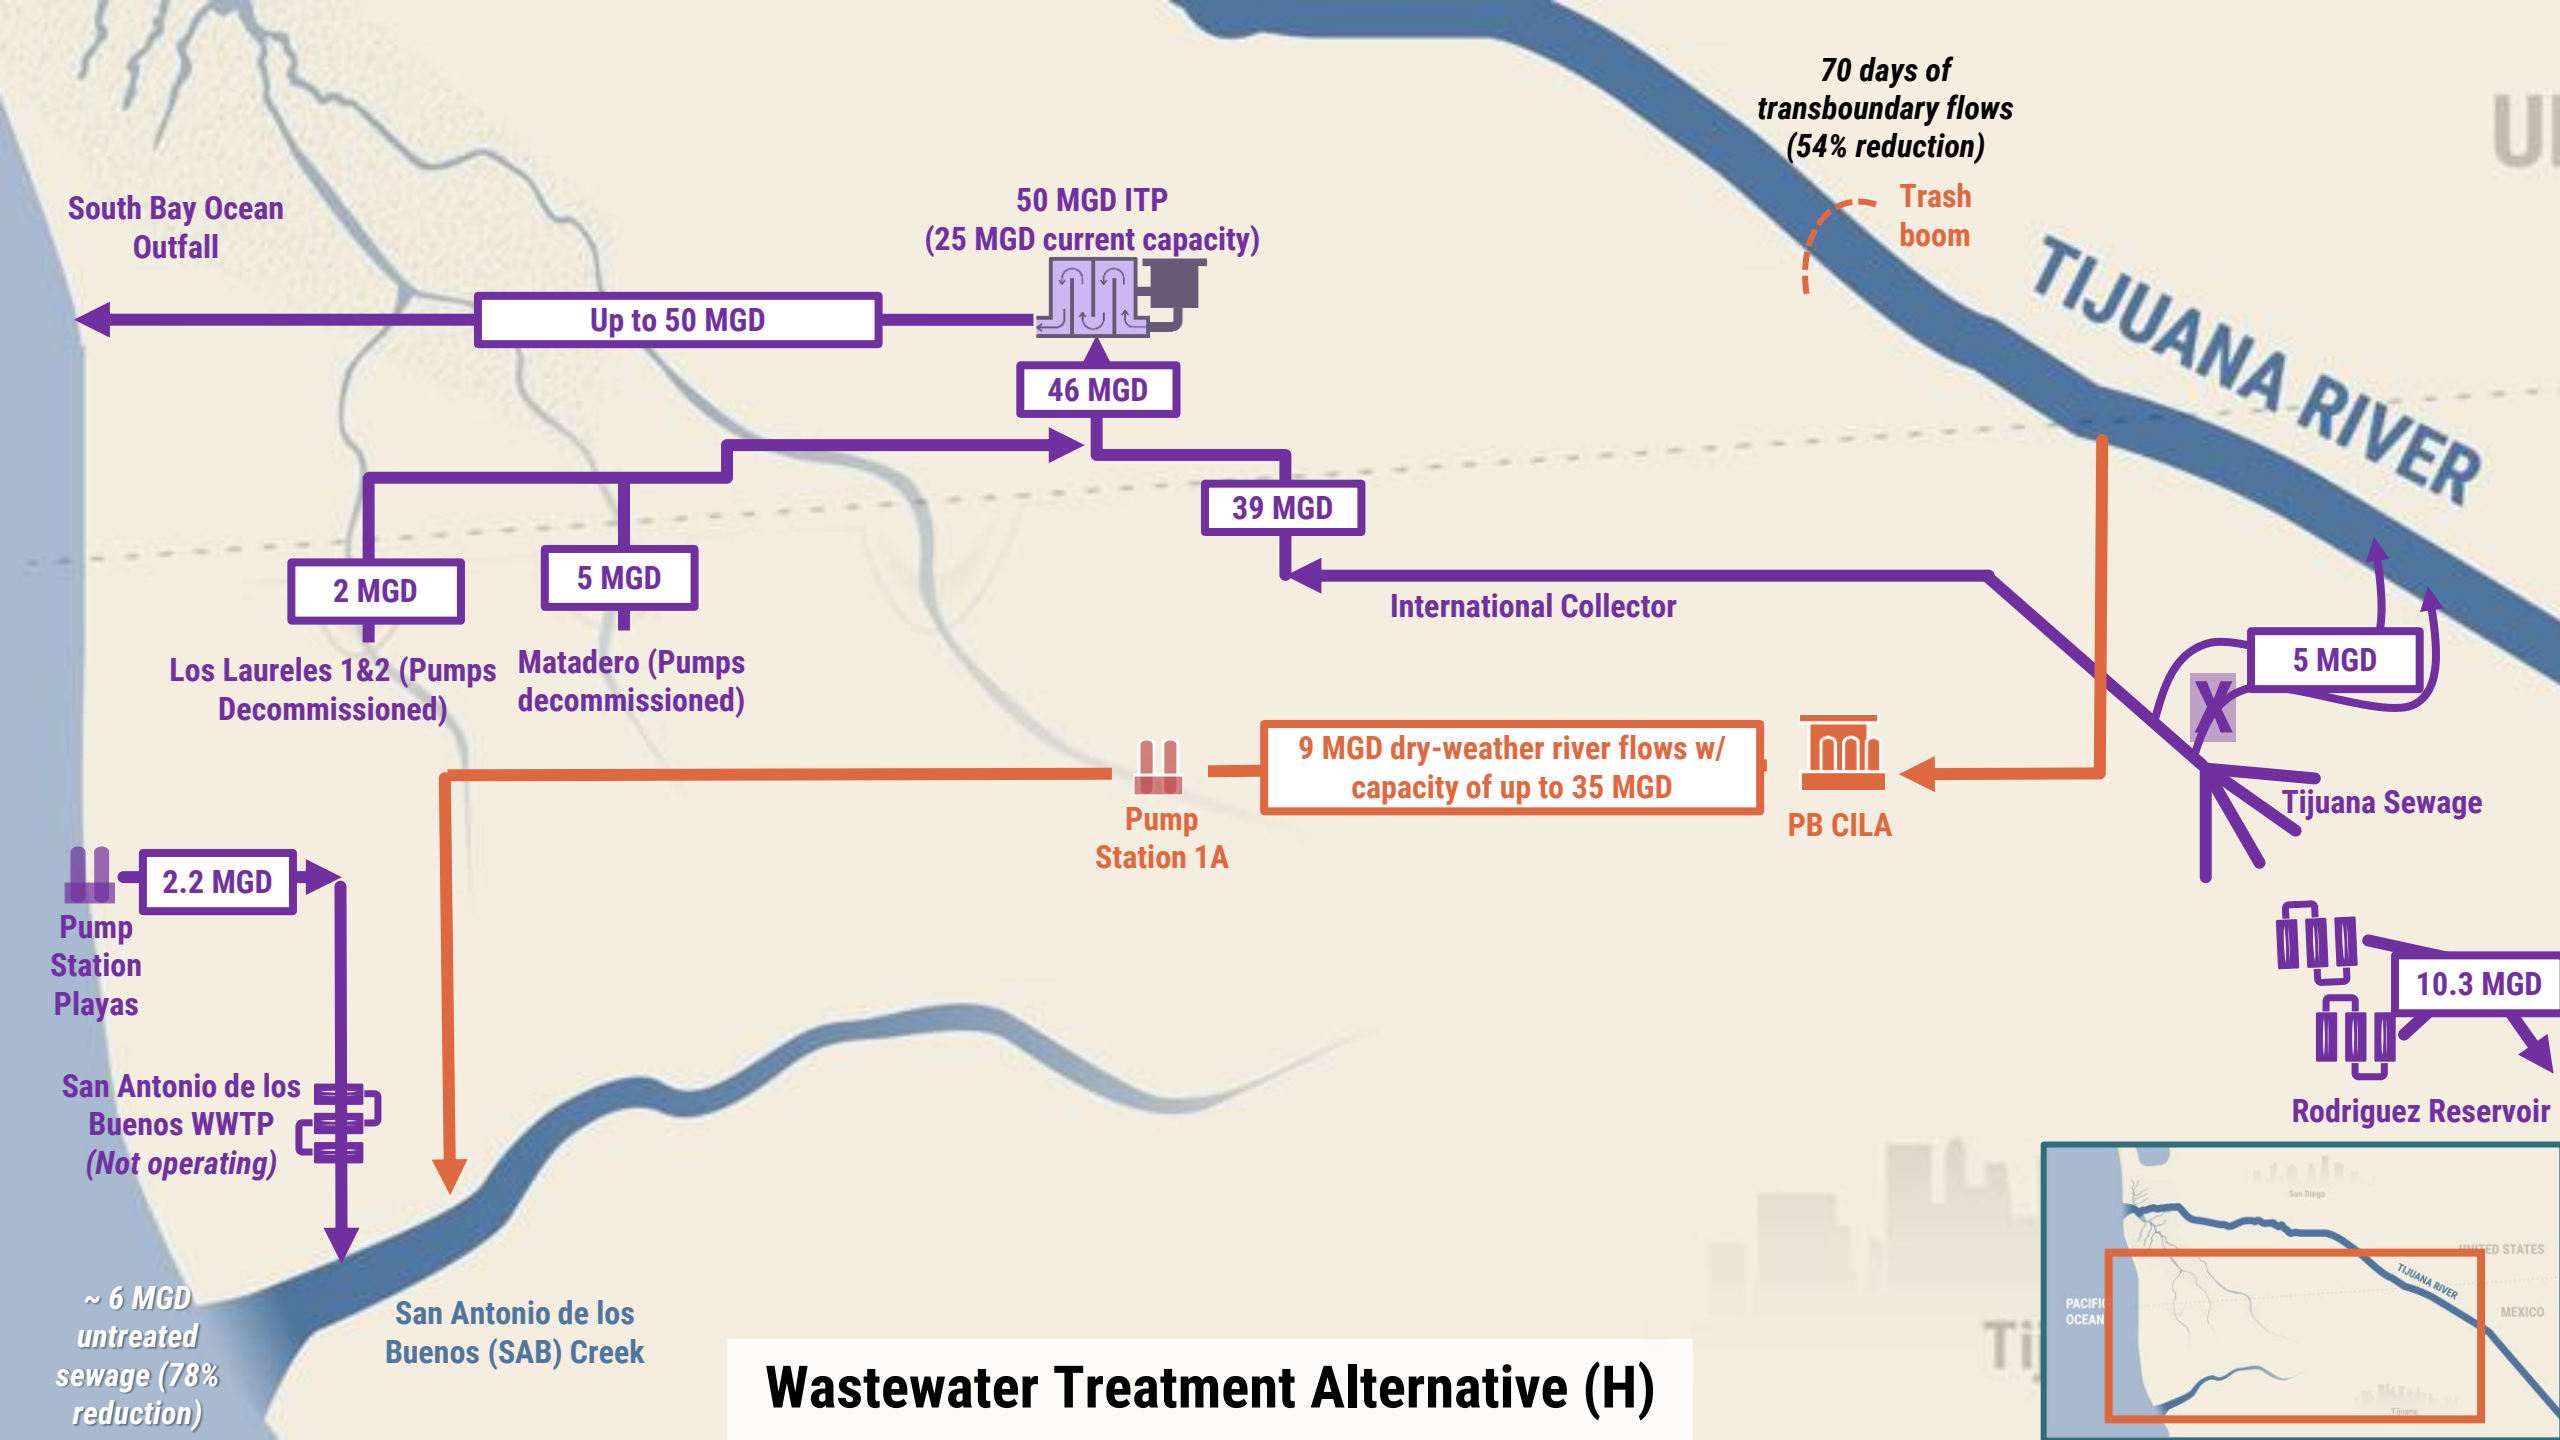 70 days of
transboundary flows
(54% reduction)
Trash
boom
TIJUANA RIVER
South Bay Ocean
Outfall
50 MGD ITP
(25 MGD current capacity)
Up to 50 MGD
46 MGD
39 MGD
2 MGD
5 MGD
International Collector
Los Laureles 1&2 (Pumps
Decommissioned)
Matadero (Pumps
decommissioned)
5 MGD
X
9 MGD dry-weather river flows w/
capacity of up to 35 MGD
PB CILA
Pump
Station 1A
Tijuana Sewage
2.2 MGD
Pump
Station
Playas
10.3 MGD
Rodriguez Reservoir
San Antonio de los
Buenos WWTP
(Not operating)
~ 6 MGD
untreated
sewage (78%
reduction)
San Antonio de los
Buenos (SAB) Creek
Wastewater Treatment Alternative (H)
Tij
San Diego
UNITED STATES
TIJUANA RIVER
MEXICO
PACIFIC
OCEAN
Tijuana